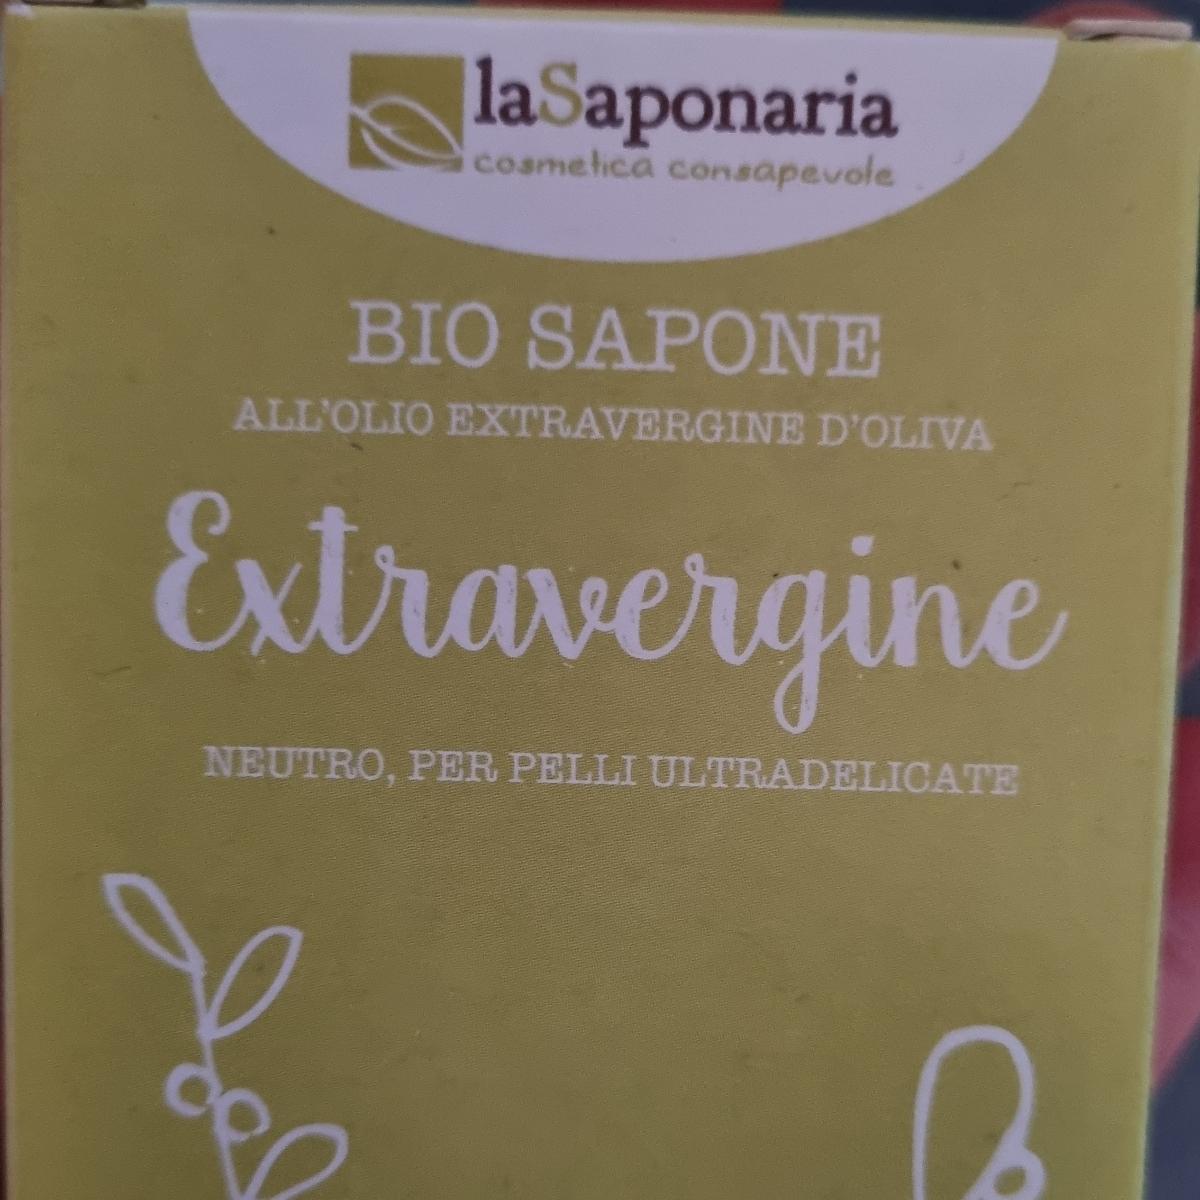 laSaponaria
cosmetica consapevole
BIO SAPONE
ALL'OLIO EXTRAVERGINE D'OLIVA
Extravergine
NEUTRO, PER PELLI ULTRADELICATE